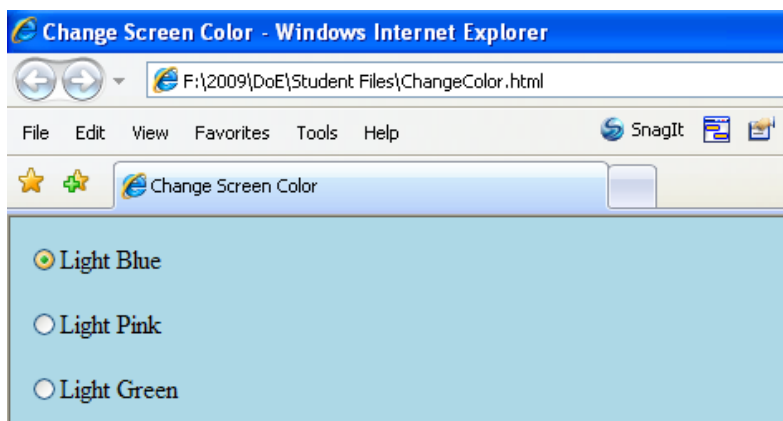 Change Screen Color - Windows Internet Explorer
F:\2009\DoE\Student Files\ChangeColor.html
File Edit View Favorites Tools Help SnagIt
Change Screen Color
Light Blue
Light Pink
Light Green